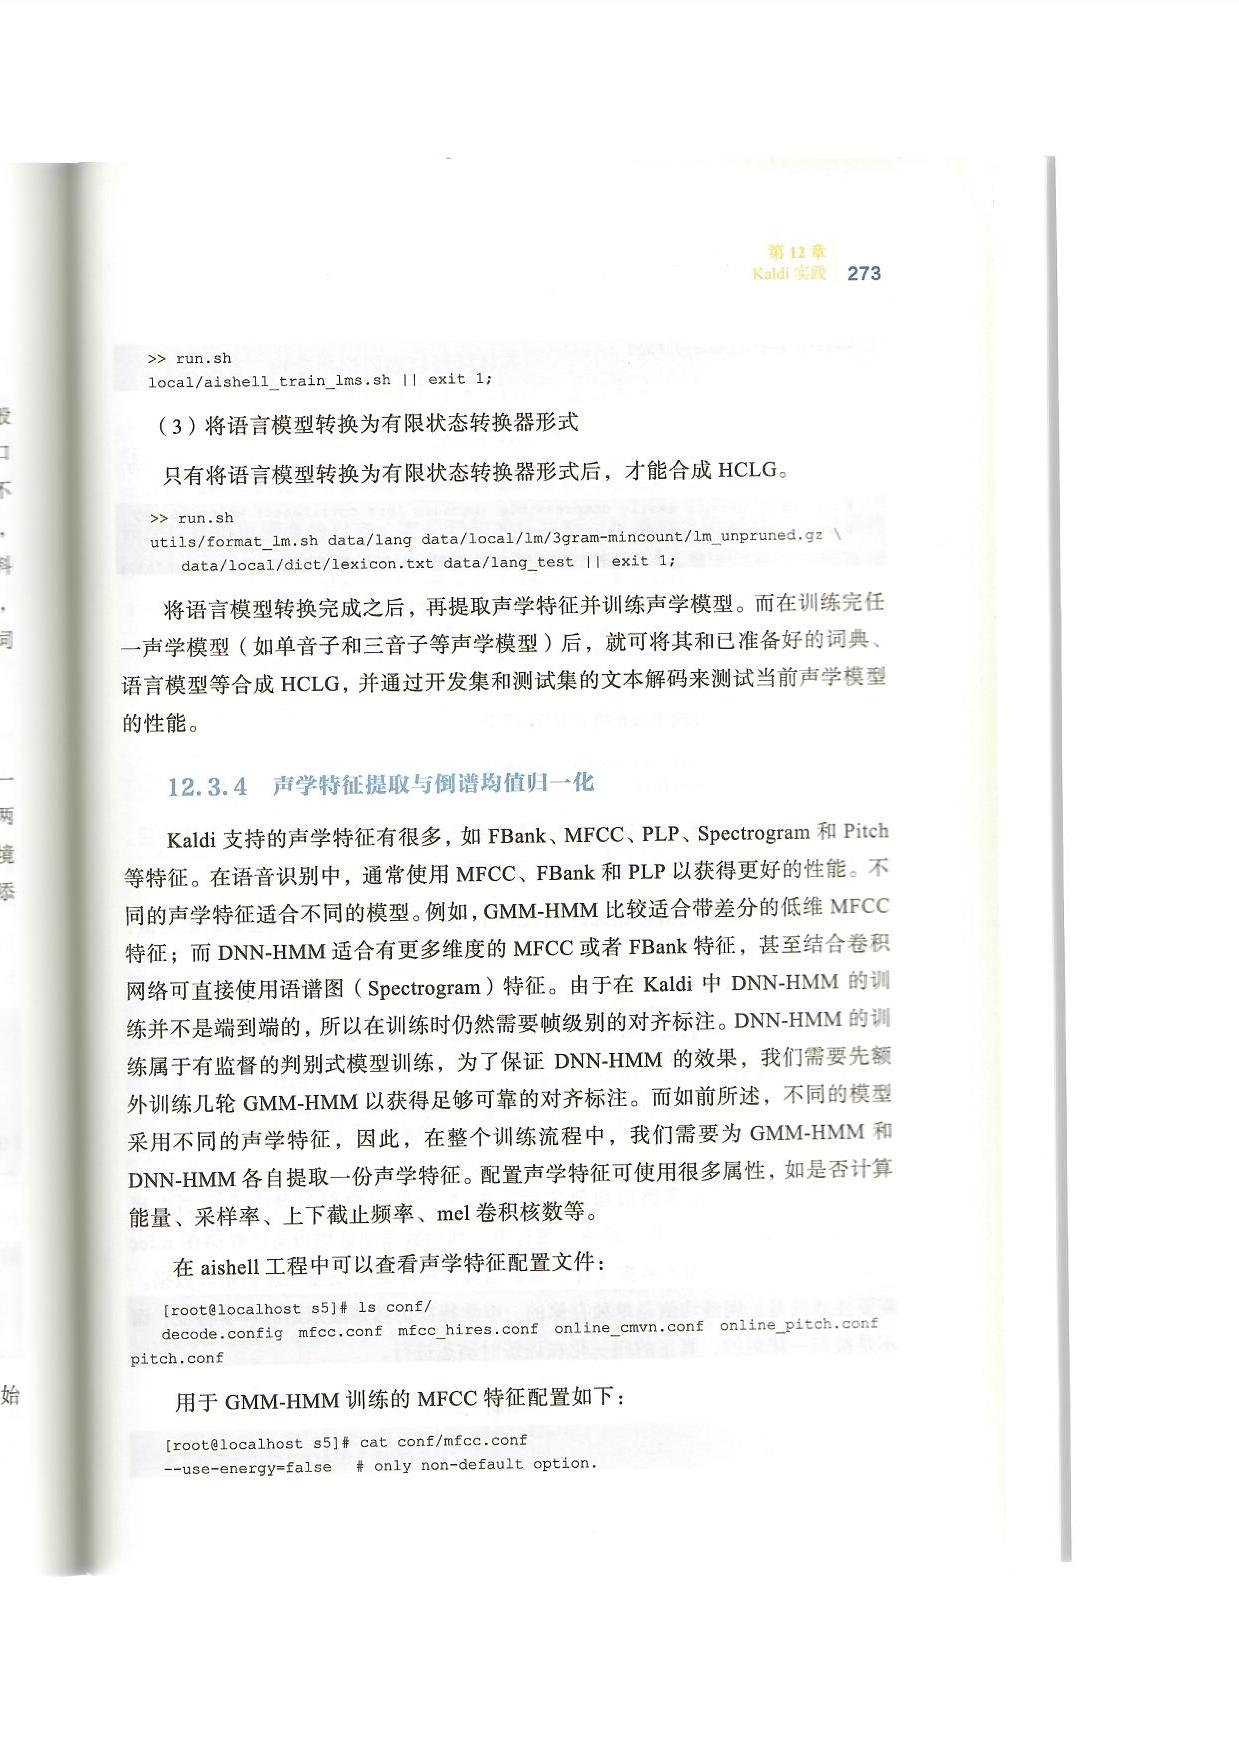 第 12 章
Kaldi 实践 273
>> run.sh
local/aishell_train_lms.sh || exit 1;
（3）将语言模型转换为有限状态转换器形式
只有将语言模型转换为有限状态转换器形式后，才能合成 HCLG。
>> run.sh
utils/format_lm.sh data/lang data/local/lm/3gram-mincount/lm_unpruned.gz \
data/local/dict/lexicon.txt data/lang_test || exit 1;
将语言模型转换完成之后，再提取声学特征并训练声学模型。而在训练完任
一声学模型（如单音子和三音子等声学模型）后，就可将其和已准备好的词典、
语言模型等合成 HCLG，并通过开发集和测试集的文本解码来测试当前声学模型
的性能。
12.3.4 声学特征提取与倒谱均值归一化
Kaldi 支持的声学特征有很多，如 FBank、MFCC、PLP、Spectrogram 和 Pitch
等特征。在语音识别中，通常使用 MFCC、FBank 和 PLP 以获得更好的性能。不
同的声学特征适合不同的模型。例如，GMM-HMM 比较适合带差分的低维 MFCC
特征；而 DNN-HMM 适合有更多维度的 MFCC 或者 FBank 特征，甚至结合卷积
网络可直接使用语谱图（Spectrogram）特征。由于在 Kaldi 中 DNN-HMM 的训
练并不是端到端的，所以在训练时仍然需要帧级别的对齐标注。DNN-HMM 的训
练属于有监督的判别式模型训练，为了保证 DNN-HMM 的效果，我们需要先额
外训练几轮 GMM-HMM 以获得足够可靠的对齐标注。而如前所述，不同的模型
采用不同的声学特征，因此，在整个训练流程中，我们需要为 GMM-HMM 和
DNN-HMM 各自提取一份声学特征。配置声学特征可使用很多属性，如是否计算
能量、采样率、上下截止频率、mel 卷积核数等。
在 aishell 工程中可以查看声学特征配置文件：
[root@localhost s5]# ls conf/
decode.config mfcc.conf mfcc_hires.conf online_cmvn.conf online_pitch.conf
pitch.conf
用于 GMM-HMM 训练的 MFCC 特征配置如下：
[root@localhost s5]# cat conf/mfcc.conf
--use-energy=false # only non-default option.